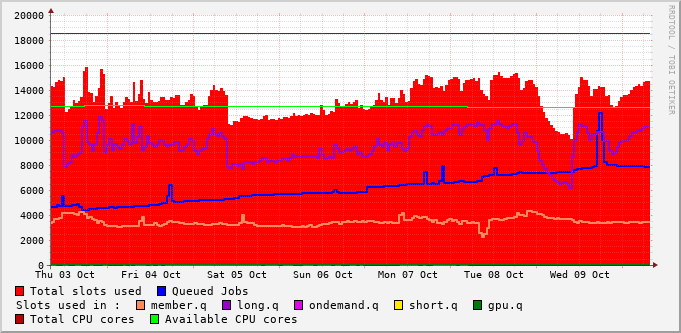 20000
18000
16000
14000
12000
10000
8000
6000
4000
2000
0
Thu 03 Oct Fri 04 Oct Sat 05 Oct Sun 06 Oct Mon 07 Oct Tue 08 Oct Wed 09 Oct
RRDTOOL / TOBI OETIKER
Total slots used Queued Jobs
Slots used in : member.q long.q ondemand.q short.q gpu.q
Total CPU cores Available CPU cores